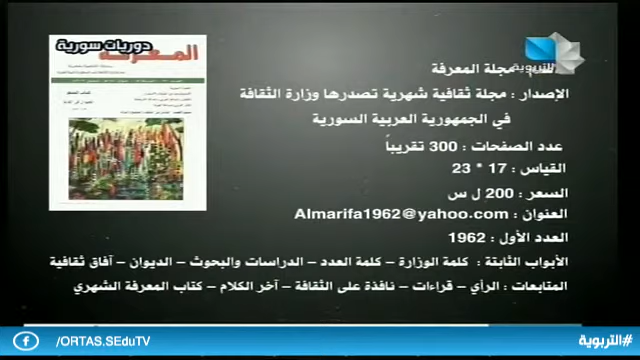 دوريات سورية
المعرفة
التربوية
مجلة المعرفة
الإصدار : مجلة ثقافية شهرية تصدرها وزارة الثقافة
في الجمهورية العربية السورية
عدد الصفحات : 300 تقريباً
القياس : 17 * 23
السعر : 200 ل س
العنوان : Almarifa1962@yahoo.com
العدد الأول : 1962
الأبواب الثابتة : كلمة الوزارة – كلمة العدد – الدراسات والبحوث – الديوان – آفاق ثقافية
المتابعات : الرأي – قراءات – نافذة على الثقافة – آخر الكلام – كتاب المعرفة الشهري
/ORTAS.SEduTV
#التربوية